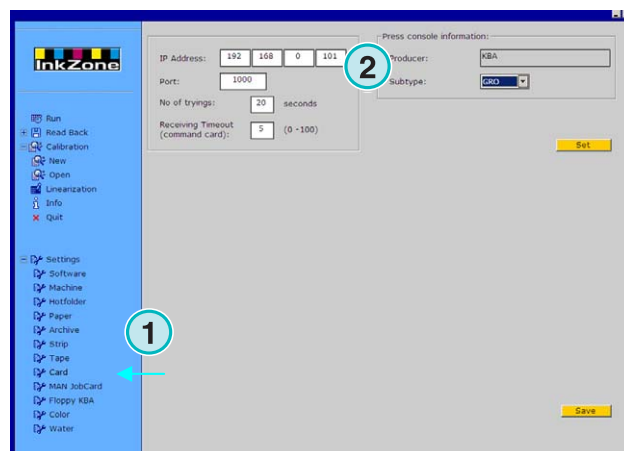 InkZone
Run
Read Back
Calibration
New
Open
Linearization
Info
Quit
Settings
Software
Machine
Hotfolder
Paper
Archive
Strip
Tape
Card
MAN JobCard
Floppy KBA
Color
Water
1
IP Address: 192 168 0 101
Port: 1000
No of tryings: 20 seconds
Receiving Timeout
(command card): 5 (0 -100)
2
Press console information:
Producer: KBA
Subtype: GRO
Set
Save